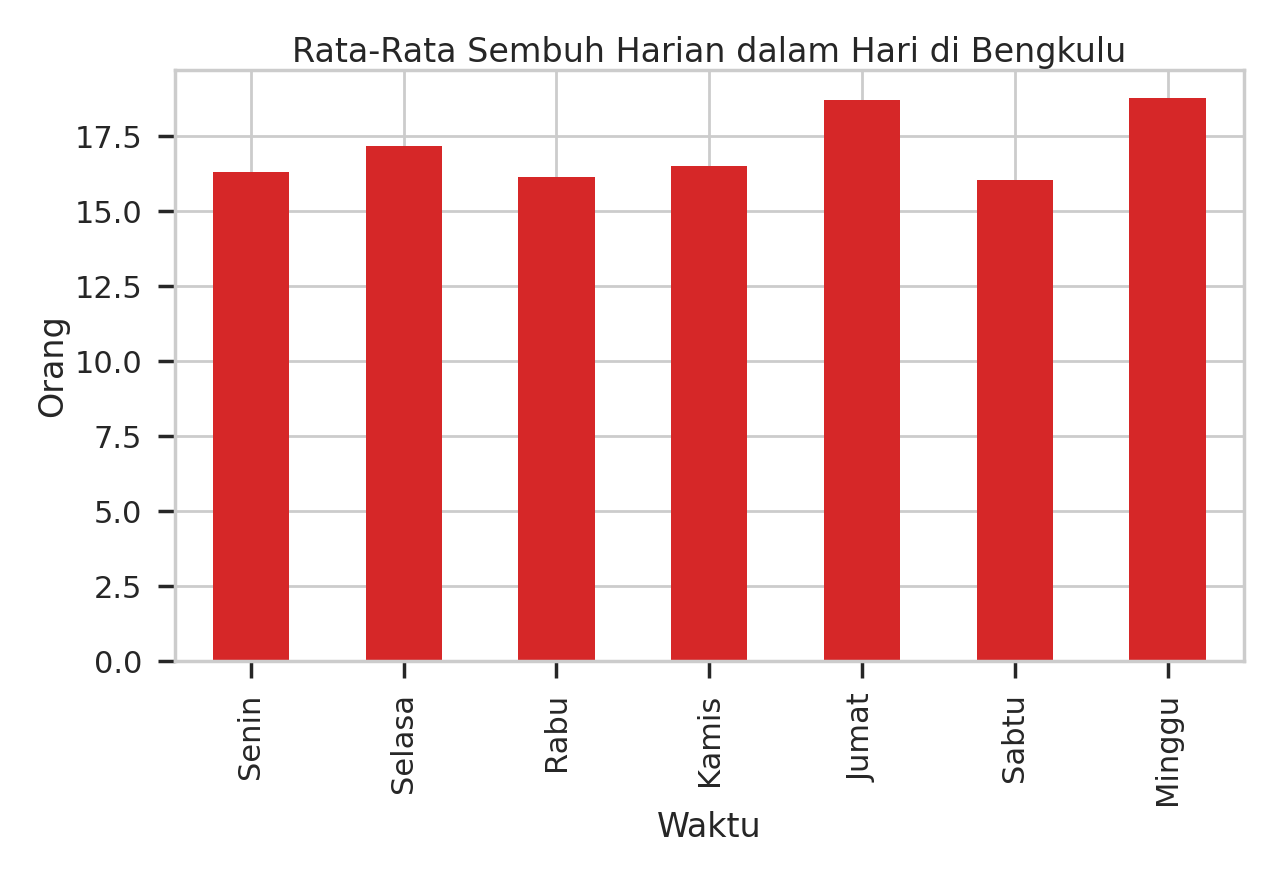 Rata-Rata Sembuh Harian dalam Hari di Bengkulu
17.5
15.0
12.5
10.0
7.5
5.0
2.5
0.0
Orang
Senin
Selasa
Rabu
Kamis
Jumat
Sabtu
Minggu
Waktu